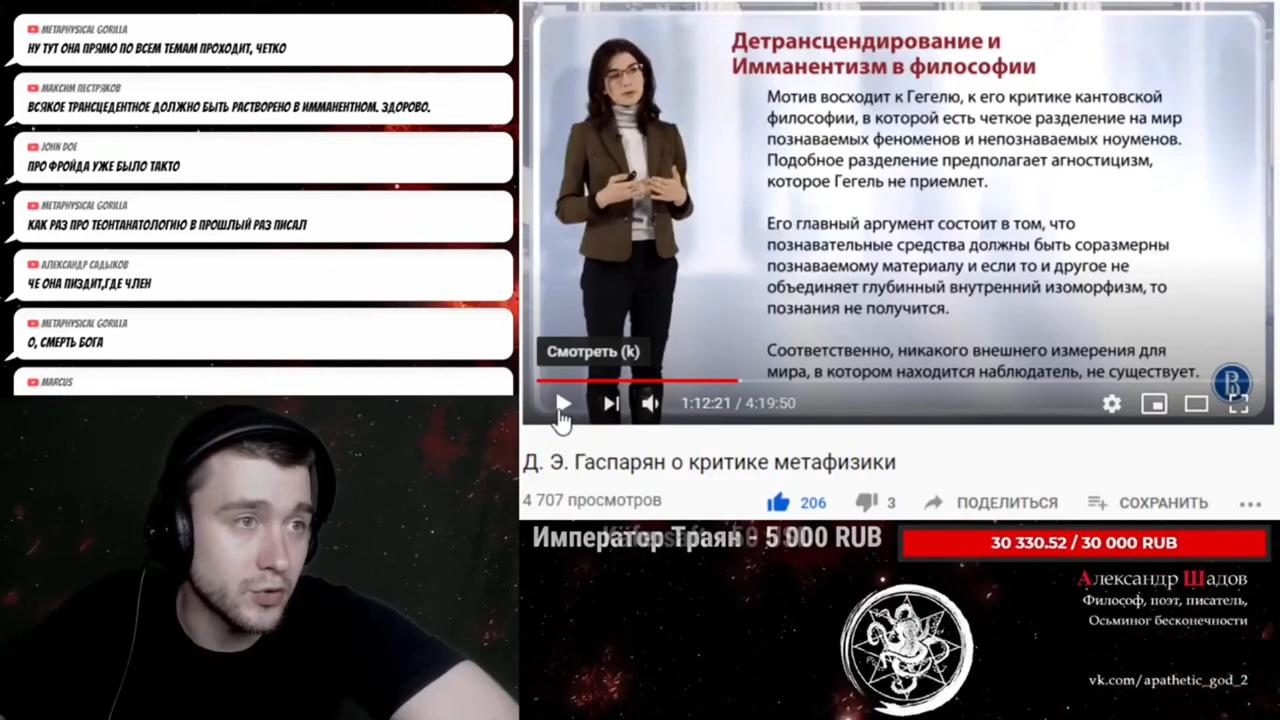 METAPHYSICAL GORILLA
НУ ТУТ ОНА ПРЯМО ПО ВСЕМ ТЕМАМ ПРОХОДИТ, ЧЕТКО
МАКСИМ ПЕСТРЯКОВ
ВСЯКОЕ ТРАНСЦЕДЕНТНОЕ ДОЛЖНО БЫТЬ РАСТВОРЕНО В ИММАНЕНТНОМ. ЗДОРОВО.
JOHN DOE
ПРО ФРОЙДА УЖЕ БЫЛО ТАКТО
METAPHYSICAL GORILLA
КАК РАЗ ПРО ТЕОНТАНАТОЛОГИЮ В ПРОШЛЫЙ РАЗ ПИСАЛ
АЛЕКСАНДР САДЫКОВ
ЧЕ ОНА ПИЗДИТ,ГДЕ ЧЛЕН
METAPHYSICAL GORILLA
О, СМЕРТЬ БОГА
MARCUS
Детрансцендирование и
Имманентизм в философии
Мотив восходит к Гегелю, к его критике кантовской
философии, в которой есть четкое разделение на мир
познаваемых феноменов и непознаваемых ноуменов.
Подобное разделение предполагает агностицизм,
которое Гегель не приемлет.
Его главный аргумент состоит в том, что
познавательные средства должны быть соразмерны
познаваемому материалу и если то и другое не
объединяет глубинный внутренний изоморфизм, то
познания не получится.
Соответственно, никакого внешнего измерения для
мира, в котором находится наблюдатель, не существует.
Смотреть (k)
1:12:21 / 4:19:50
Д. Э. Гаспарян о критике метафизики
4 707 просмотров
206
3
ПОДЕЛИТЬСЯ
СОХРАНИТЬ
Император Траян - 5 000 RUB
30 330.52 / 30 000 RUB
Александр Шадов
Философ, поэт, писатель,
Осьминог бесконечности
vk.com/apathetic_god_2